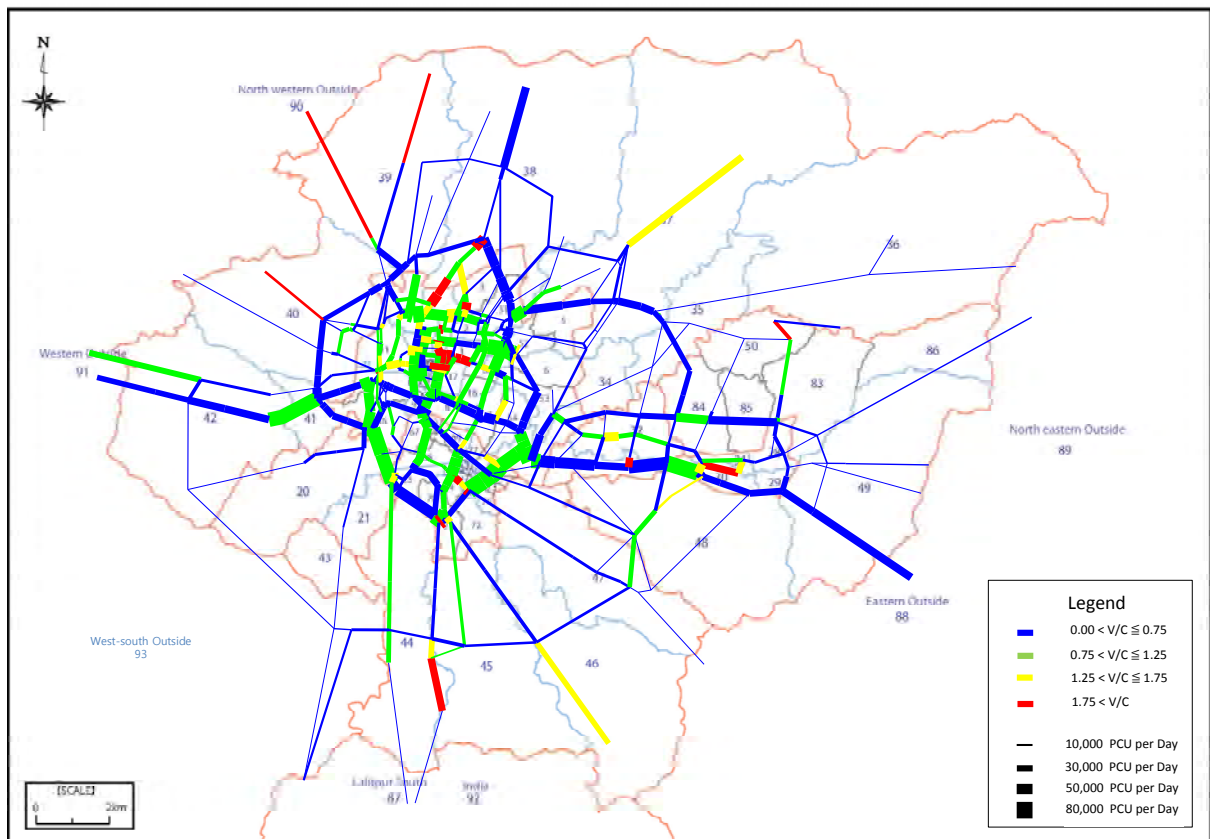 N
North western Outside
90
39
38
37
36
40
35
Western Outside
91
50
86
83
34
6
6
42
41
84
85
North eastern Outside
89
20
29
49
21
72
43
48
47
Eastern Outside
88
West-south Outside
93
44
45
46
Lalitpur South
87
India
92
[SCALE]
0 2km
Legend
0.00 < V/C ≦ 0.75
0.75 < V/C ≦ 1.25
1.25 < V/C ≦ 1.75
1.75 < V/C
10,000 PCU per Day
30,000 PCU per Day
50,000 PCU per Day
80,000 PCU per Day